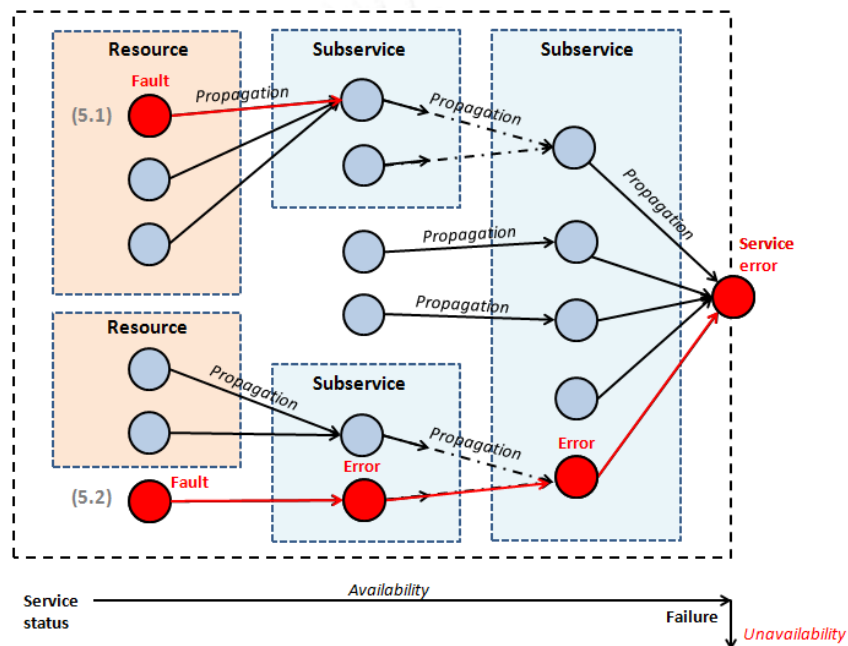 Resource
Subservice
Subservice
Fault
Propagation
Propagation
(5.1)
Propagation
Propagation
Service
error
Propagation
Resource
Propagation
Subservice
Propagation
Error
Error
Fault
(5.2)
Availability
Service
status
Failure
Unavailability